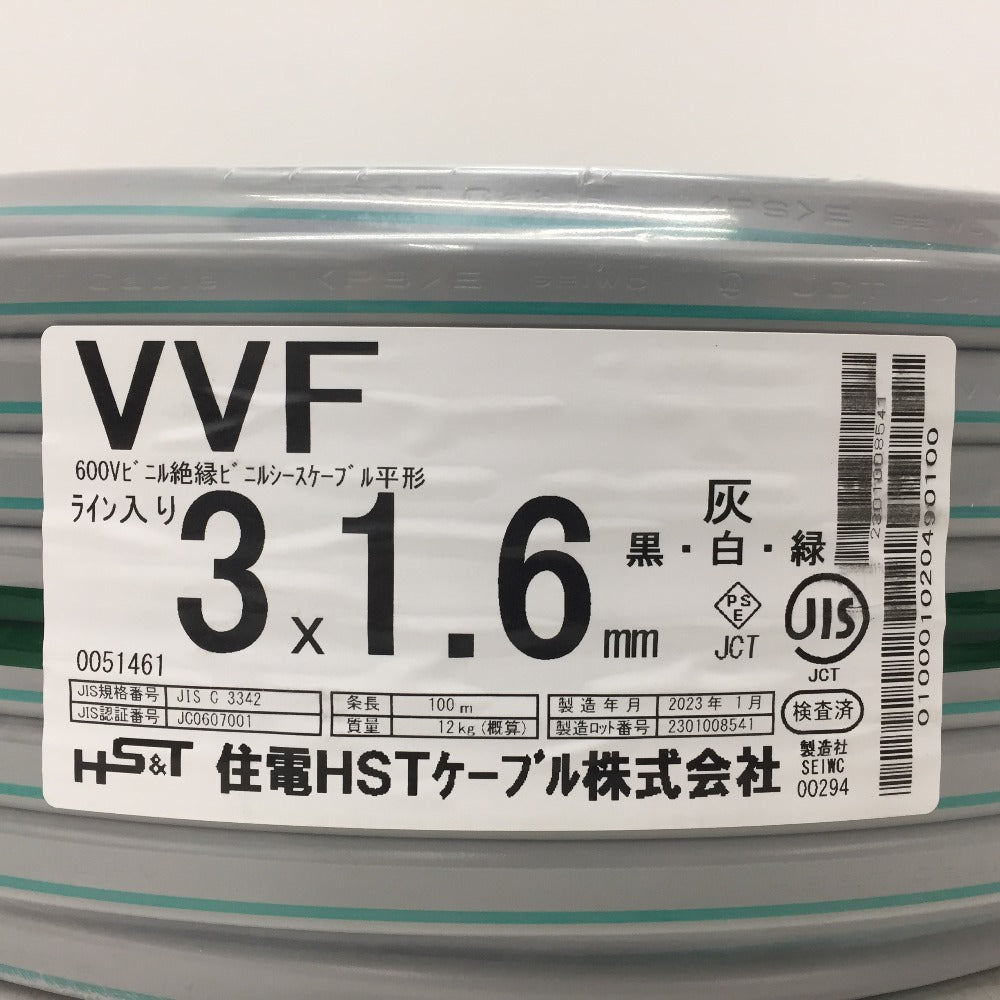 <PS>E SEIWC JCT
VVF
600Vビニル絶縁ビニルシースケーブル平形
ライン入り
3x1.6mm
灰
黒・白・緑
PSE
JCT
JIS
JCT
0051461
JIS規格番号 JIS C 3342
JIS認証番号 JC0607001
条長 100m
質量 12kg(概算)
製造年月 2023年 1月
製造ロット番号 2301008541
検査済
製造社
SEIWC
00294
HS&T 住電HSTケーブル株式会社
2301008541
0100010204490100